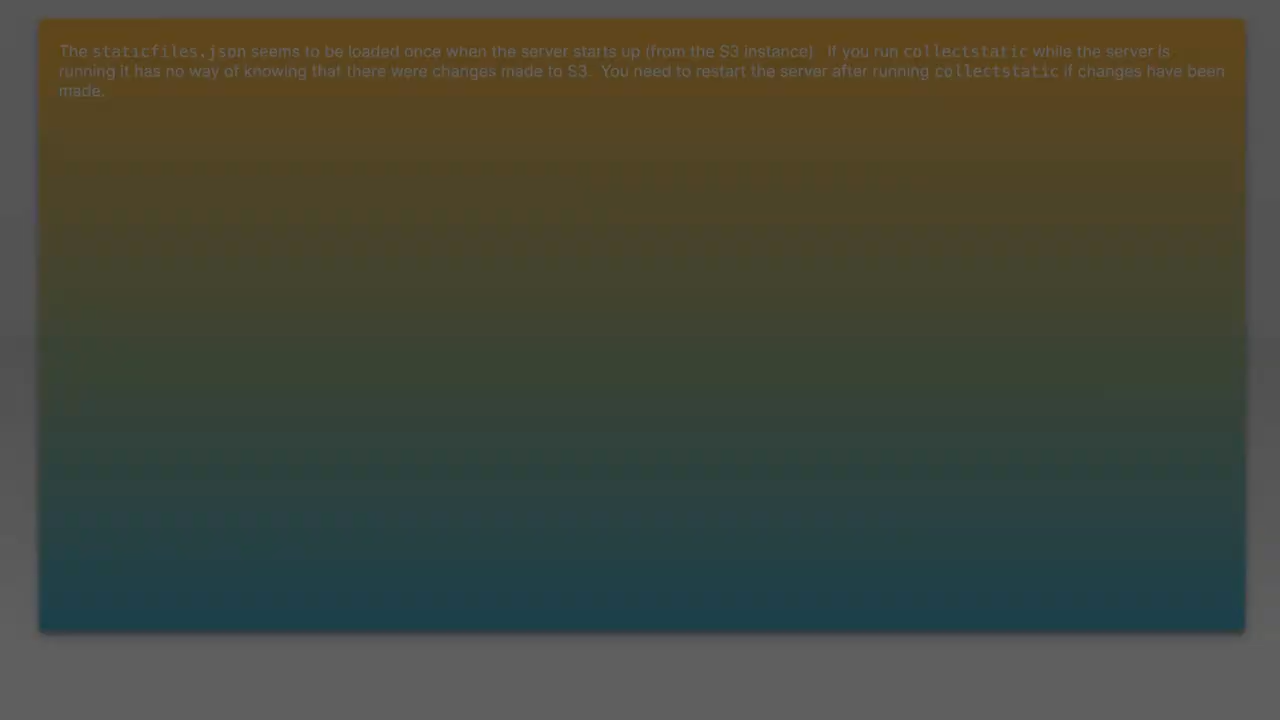 The staticfiles.json seems to be loaded once when the server starts up (from the S3 instance).  If you run collectstatic while the server is
running it has no way of knowing that there were changes made to S3.  You need to restart the server after running collectstatic if changes have been
made.